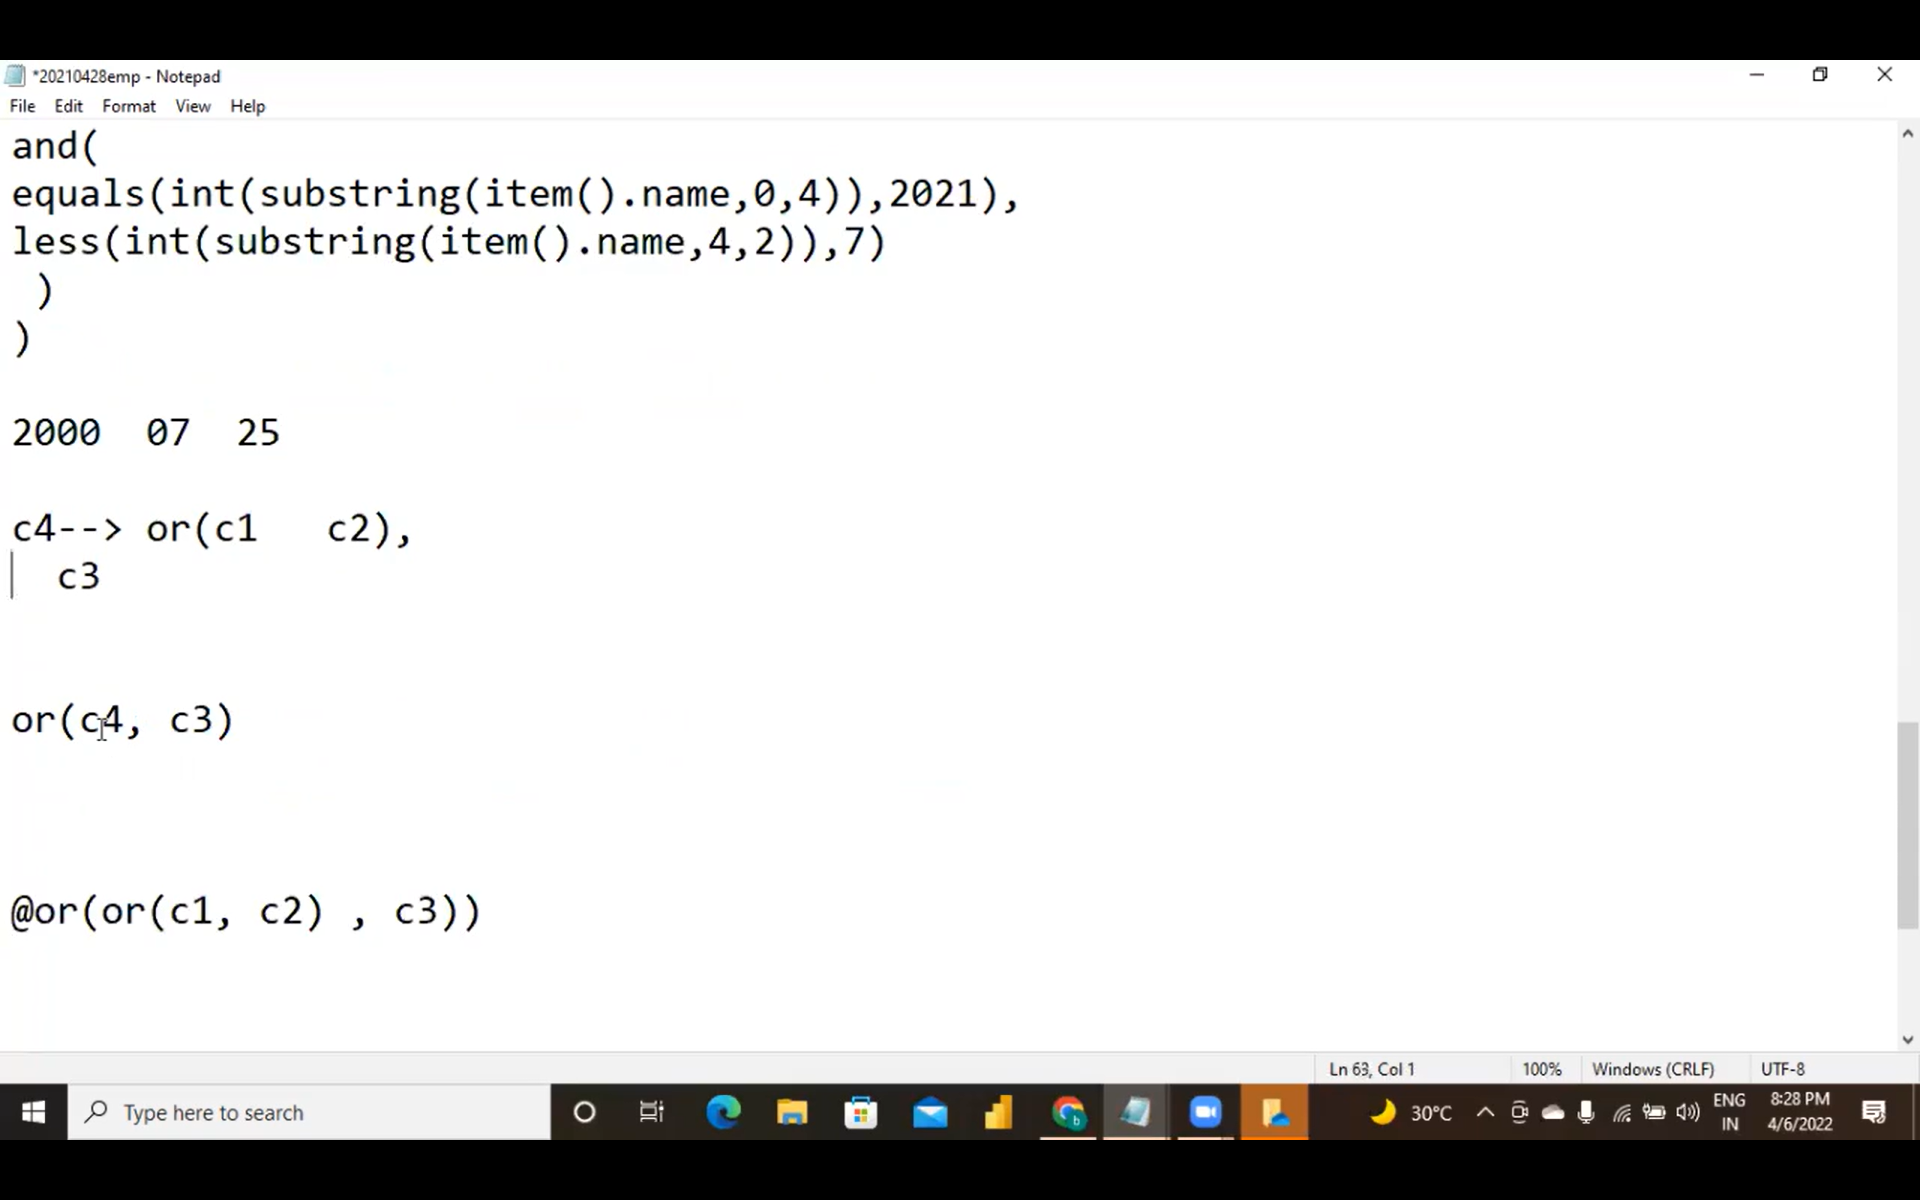 *20210428emp - Notepad
File Edit Format View Help
and(
equals(int(substring(item().name,0,4)),2021),
less(int(substring(item().name,4,2)),7)
)
)
2000 07 25
c4--> or(c1 c2),
c3
or(c4, c3)
@or(or(c1, c2) , c3))
Ln 63, Col 1 100% Windows (CRLF) UTF-8
Type here to search
30°C
ENG
IN
8:28 PM
4/6/2022